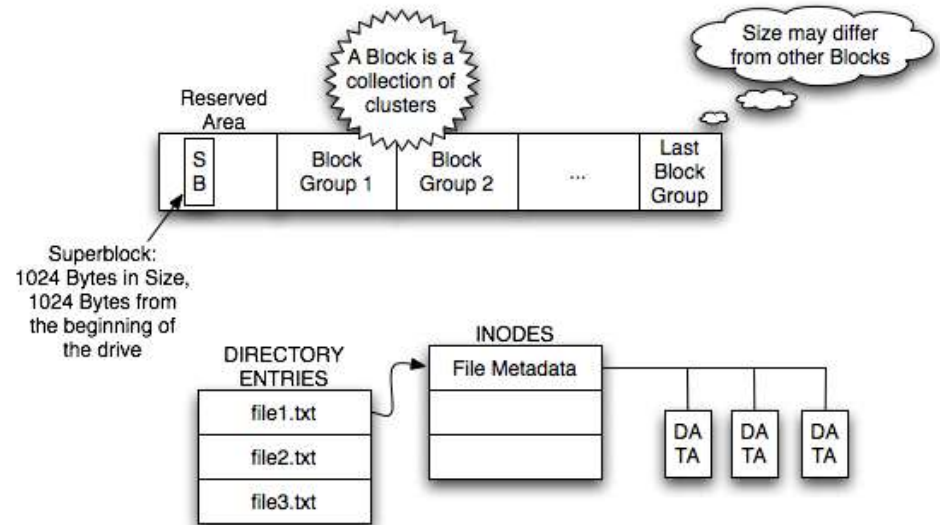 A Block is a
collection of
clusters
Size may differ
from other Blocks
Reserved
Area
S
B
Block
Group 1
Block
Group 2
...
Last
Block
Group
Superblock:
1024 Bytes in Size,
1024 Bytes from
the beginning of
the drive
DIRECTORY
ENTRIES
file1.txt
file2.txt
file3.txt
INODES
File Metadata
DA
TA
DA
TA
DA
TA